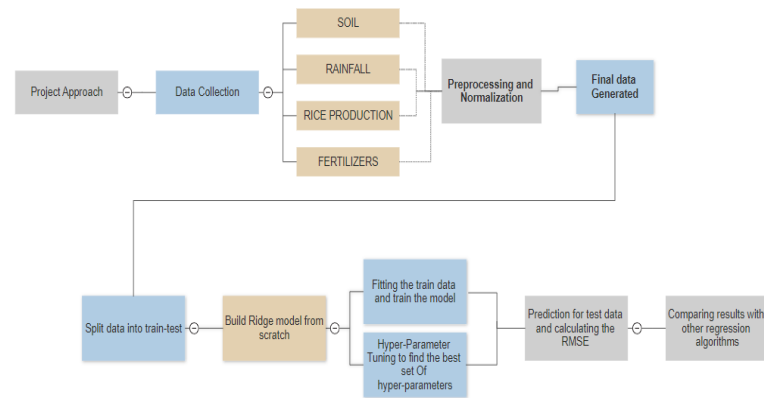 SOIL
RAINFALL
RICE PRODUCTION
FERTILIZERS
Project Approach
Data Collection
Preprocessing and
Normalization
Final data
Generated
Split data into train-test
Build Ridge model from
scratch
Fitting the train data
and train the model
Hyper-Parameter
Tuning to find the best
set Of
hyper-parameters
Prediction for test data
and calculating the
RMSE
Comparing results with
other regression
algorithms